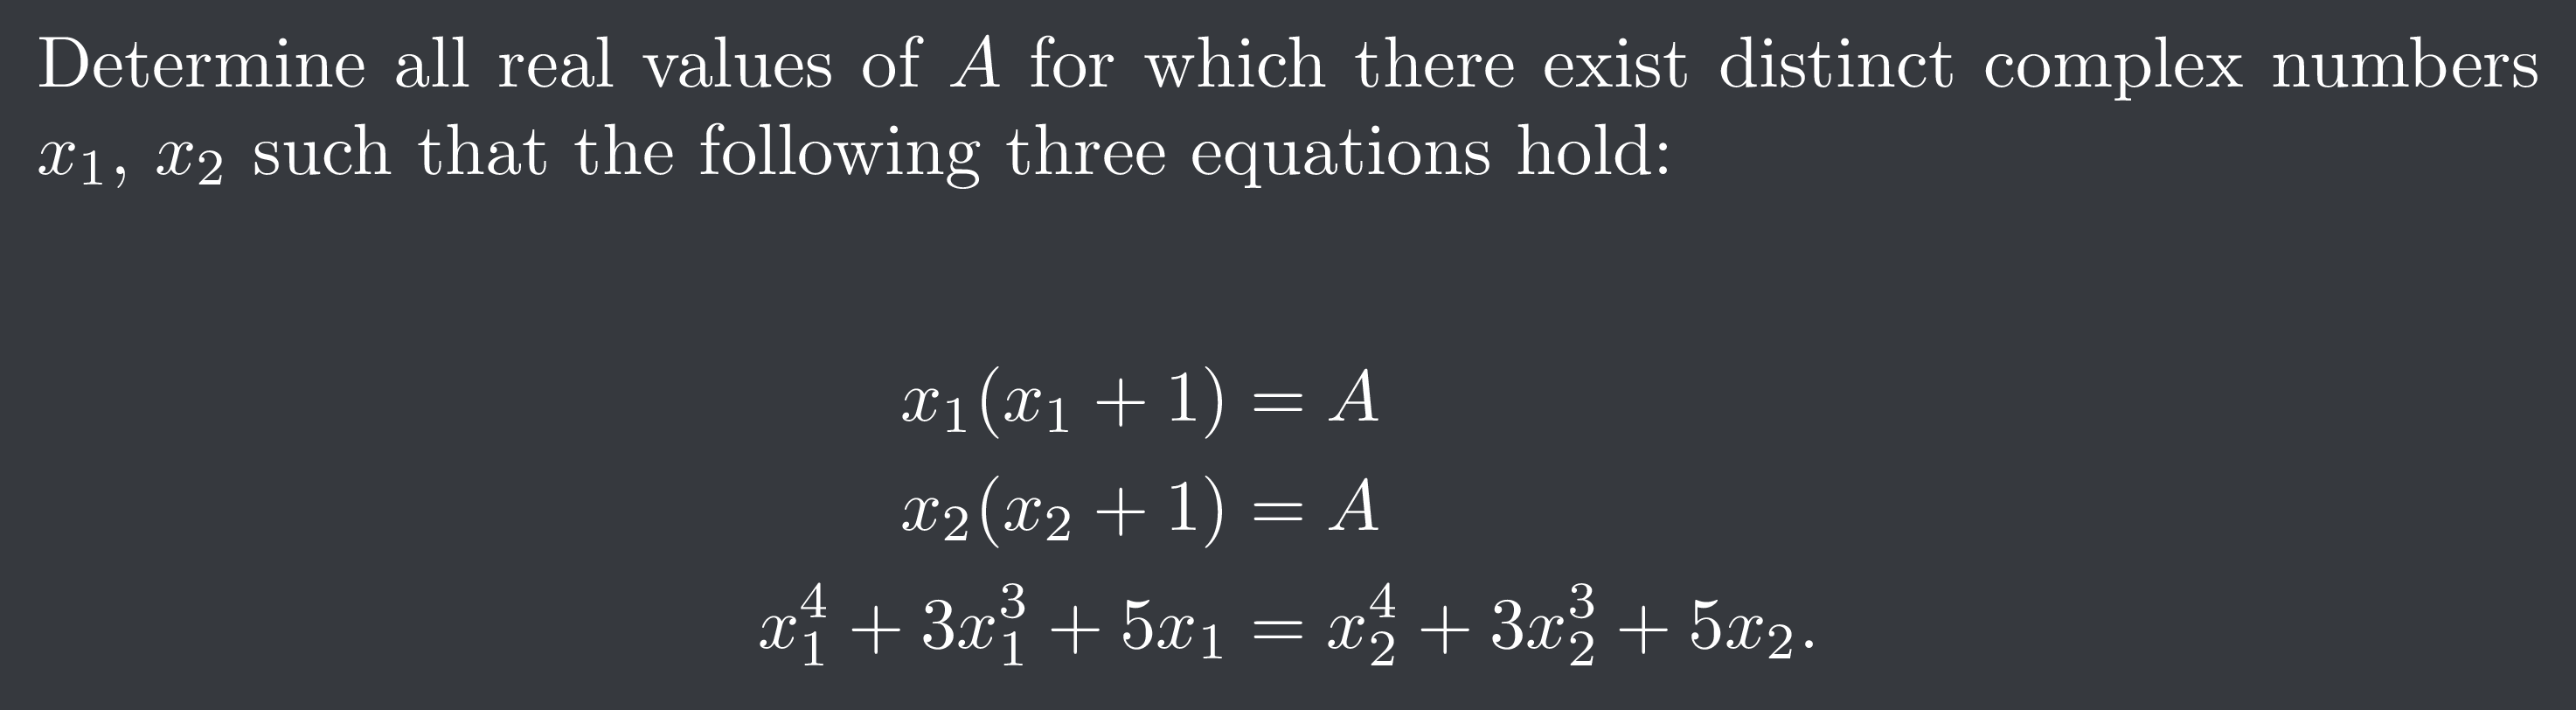 Determine all real values of A for which there exist distinct complex numbers
x₁, x₂ such that the following three equations hold:
x₁(x₁ + 1) = A
x₂(x₂ + 1) = A
x₁⁴ + 3x₁³ + 5x₁ = x₂⁴ + 3x₂³ + 5x₂.